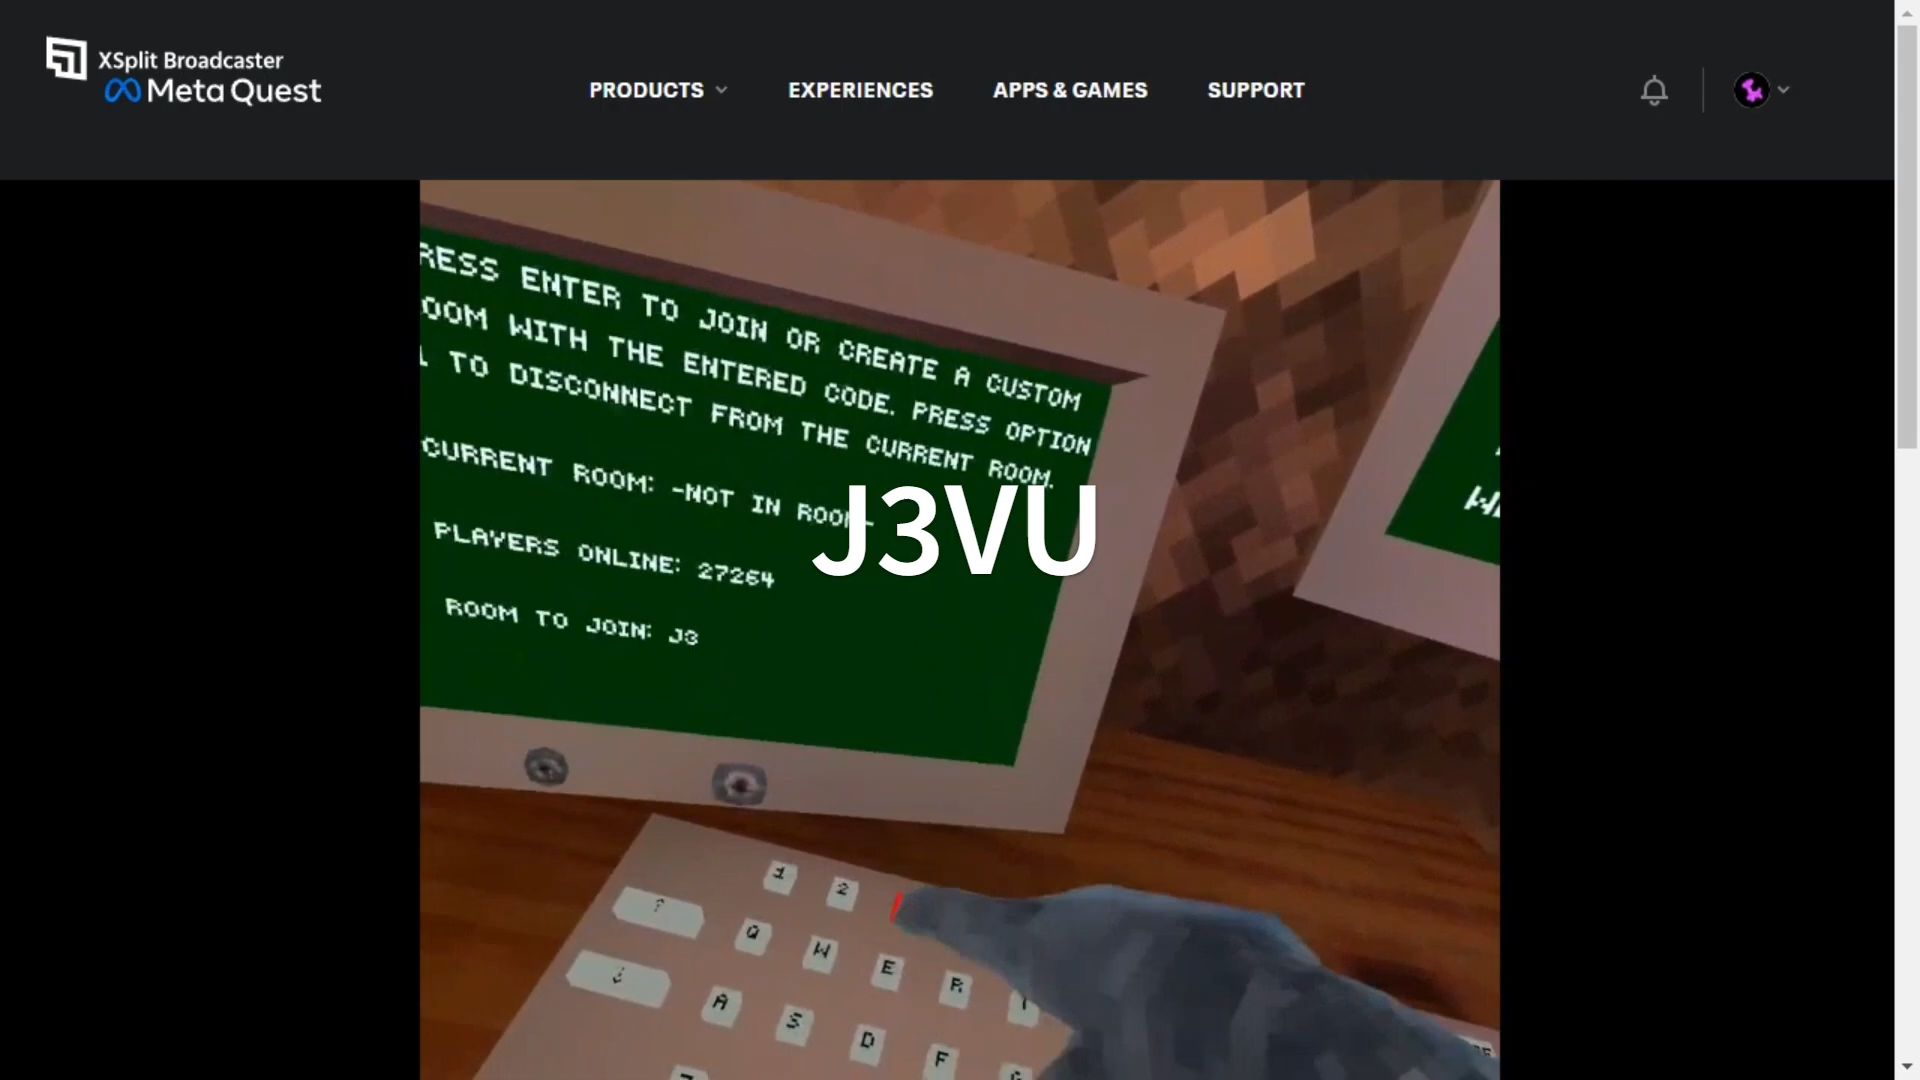 XSplit Broadcaster
Meta Quest
PRODUCTS
EXPERIENCES
APPS & GAMES
SUPPORT
RESS ENTER TO JOIN OR CREATE A CUSTOM
OOM WITH THE ENTERED CODE. PRESS OPTION
1 TO DISCONNECT FROM THE CURRENT ROOM.
CURRENT ROOM: -NOT IN ROOM-
J3VU
PLAYERS ONLINE: 27264
ROOM TO JOIN: J3
1 2
Q W E R
A S D F